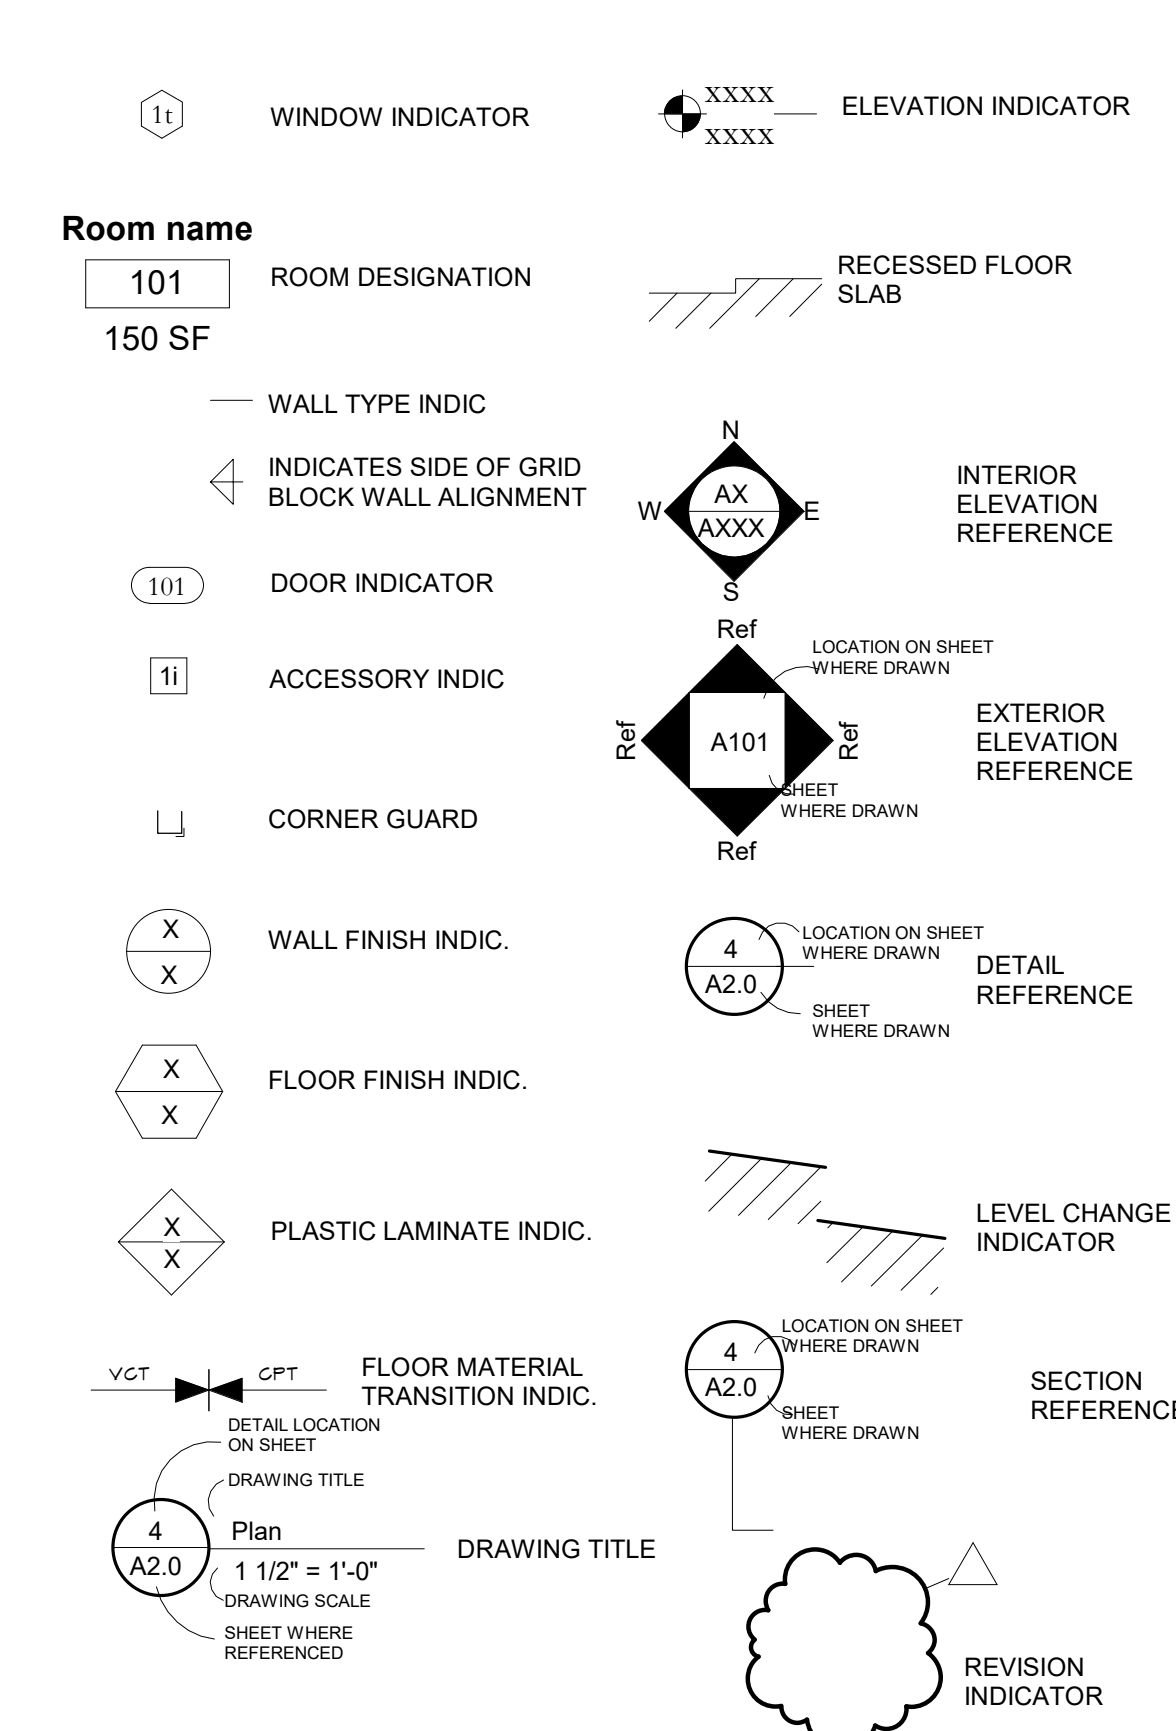 1t
WINDOW INDICATOR
XXXX
XXXX
ELEVATION INDICATOR
Room name
101
150 SF
ROOM DESIGNATION
RECESSED FLOOR
SLAB
WALL TYPE INDIC
INDICATES SIDE OF GRID
BLOCK WALL ALIGNMENT
N
W
AX
AXXX
E
S
INTERIOR
ELEVATION
REFERENCE
101
DOOR INDICATOR
1i
ACCESSORY INDIC
Ref
LOCATION ON SHEET
WHERE DRAWN
Ref
A101
Ref
SHEET
WHERE DRAWN
Ref
EXTERIOR
ELEVATION
REFERENCE
CORNER GUARD
X
X
WALL FINISH INDIC.
4
A2.0
LOCATION ON SHEET
WHERE DRAWN
SHEET
WHERE DRAWN
DETAIL
REFERENCE
X
X
FLOOR FINISH INDIC.
X
X
PLASTIC LAMINATE INDIC.
LEVEL CHANGE
INDICATOR
VCT
CPT
FLOOR MATERIAL
TRANSITION INDIC.
4
A2.0
LOCATION ON SHEET
WHERE DRAWN
SHEET
WHERE DRAWN
SECTION
REFERENCE
DETAIL LOCATION
ON SHEET
DRAWING TITLE
4
A2.0
Plan
1 1/2" = 1'-0"
DRAWING SCALE
SHEET WHERE
REFERENCED
DRAWING TITLE
REVISION
INDICATOR